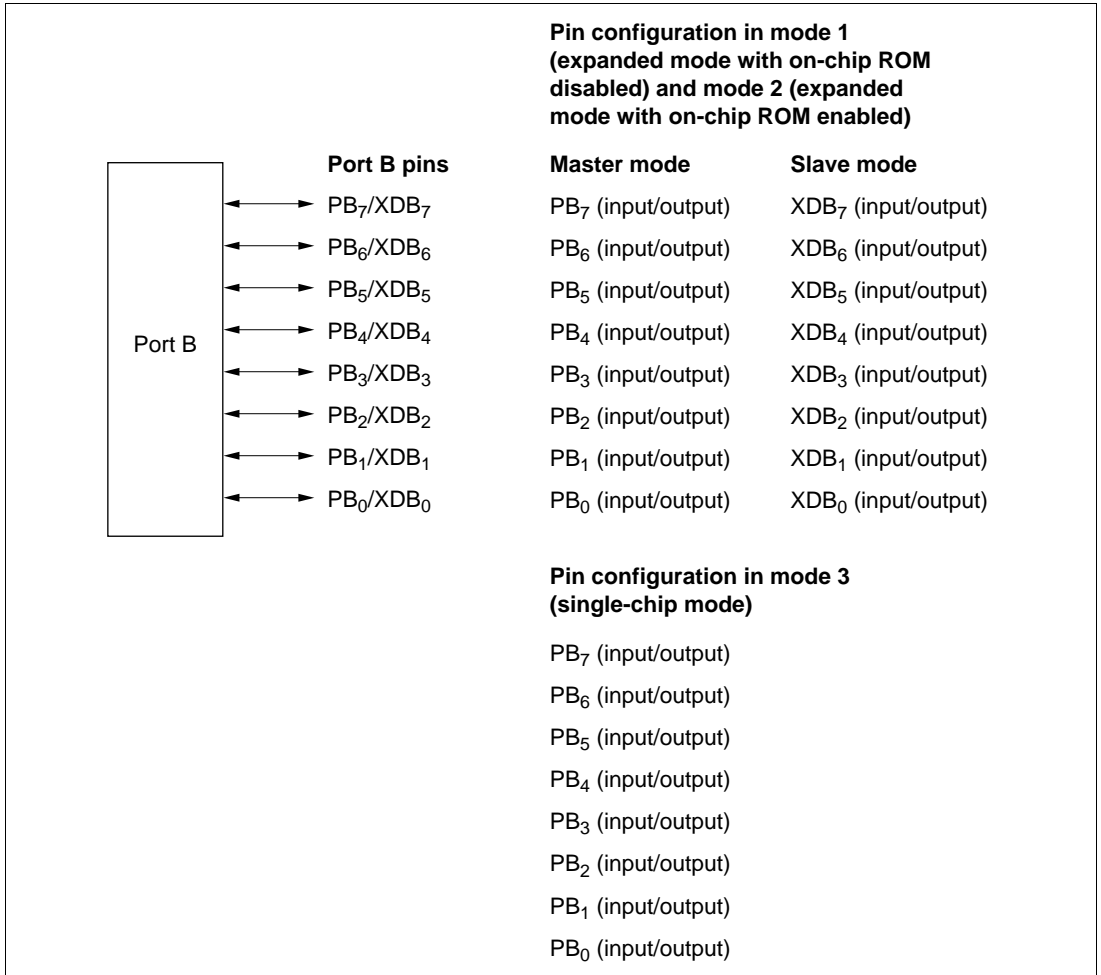 Pin configuration in mode 1
(expanded mode with on-chip ROM
disabled) and mode 2 (expanded
mode with on-chip ROM enabled)
Port B pins Master mode Slave mode
PB7/XDB7 PB7 (input/output) XDB7 (input/output)
PB6/XDB6 PB6 (input/output) XDB6 (input/output)
PB5/XDB5 PB5 (input/output) XDB5 (input/output)
PB4/XDB4 PB4 (input/output) XDB4 (input/output)
Port B
PB3/XDB3 PB3 (input/output) XDB3 (input/output)
PB2/XDB2 PB2 (input/output) XDB2 (input/output)
PB1/XDB1 PB1 (input/output) XDB1 (input/output)
PB0/XDB0 PB0 (input/output) XDB0 (input/output)
Pin configuration in mode 3
(single-chip mode)
PB7 (input/output)
PB6 (input/output)
PB5 (input/output)
PB4 (input/output)
PB3 (input/output)
PB2 (input/output)
PB1 (input/output)
PB0 (input/output)